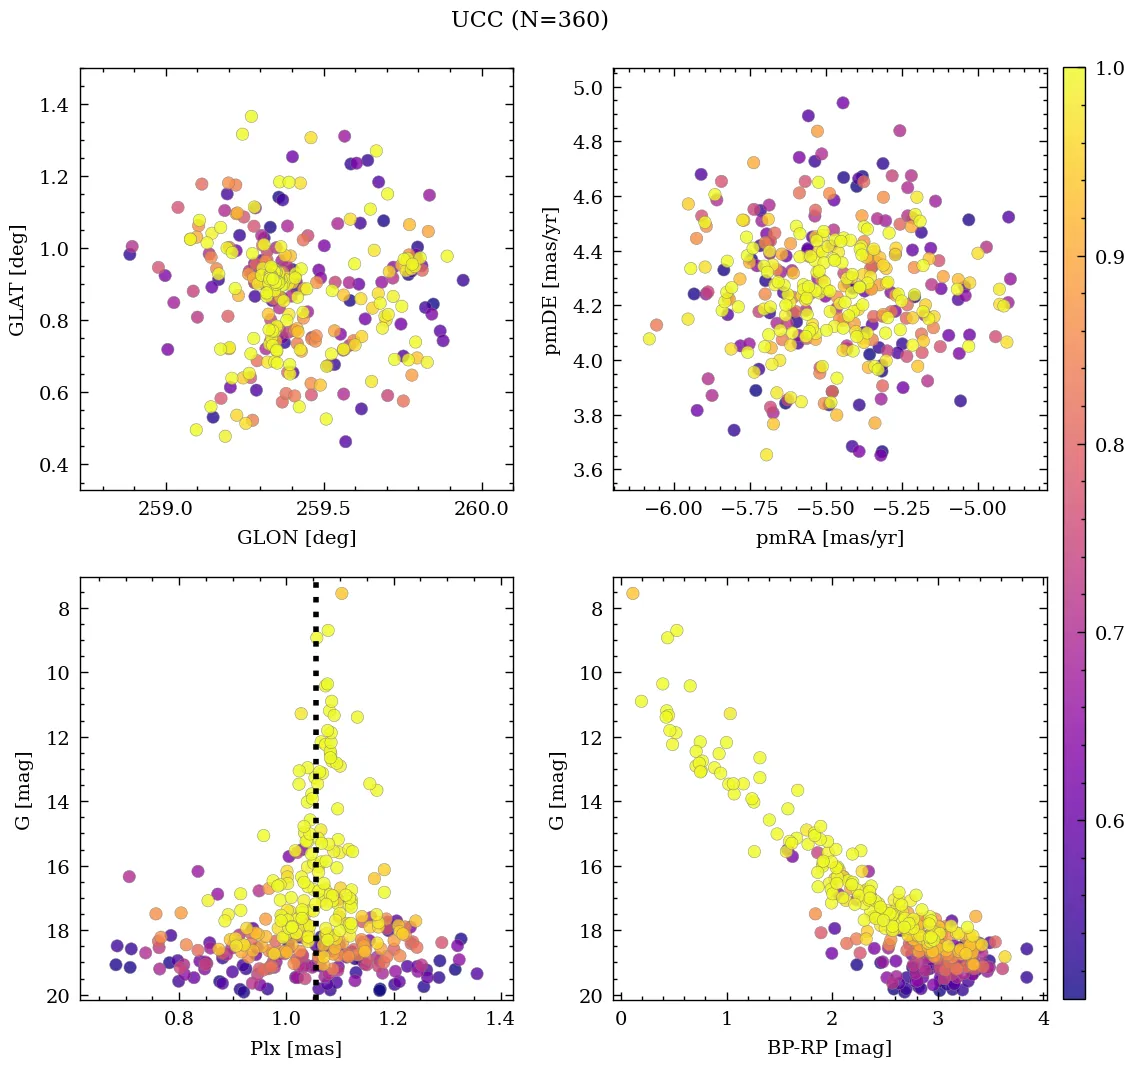 UCC (N=360)
1.4
1.2
1.0
0.8
0.6
0.4
GLAT [deg]
259.0 259.5 260.0
GLON [deg]
5.0
4.8
4.6
4.4
4.2
4.0
3.8
3.6
pmDE [mas/yr]
−6.00 −5.75 −5.50 −5.25 −5.00
pmRA [mas/yr]
1.0
0.9
0.8
0.7
0.6
8
10
12
14
16
18
20
G [mag]
0.8 1.0 1.2 1.4
Plx [mas]
8
10
12
14
16
18
20
G [mag]
0 1 2 3 4
BP-RP [mag]